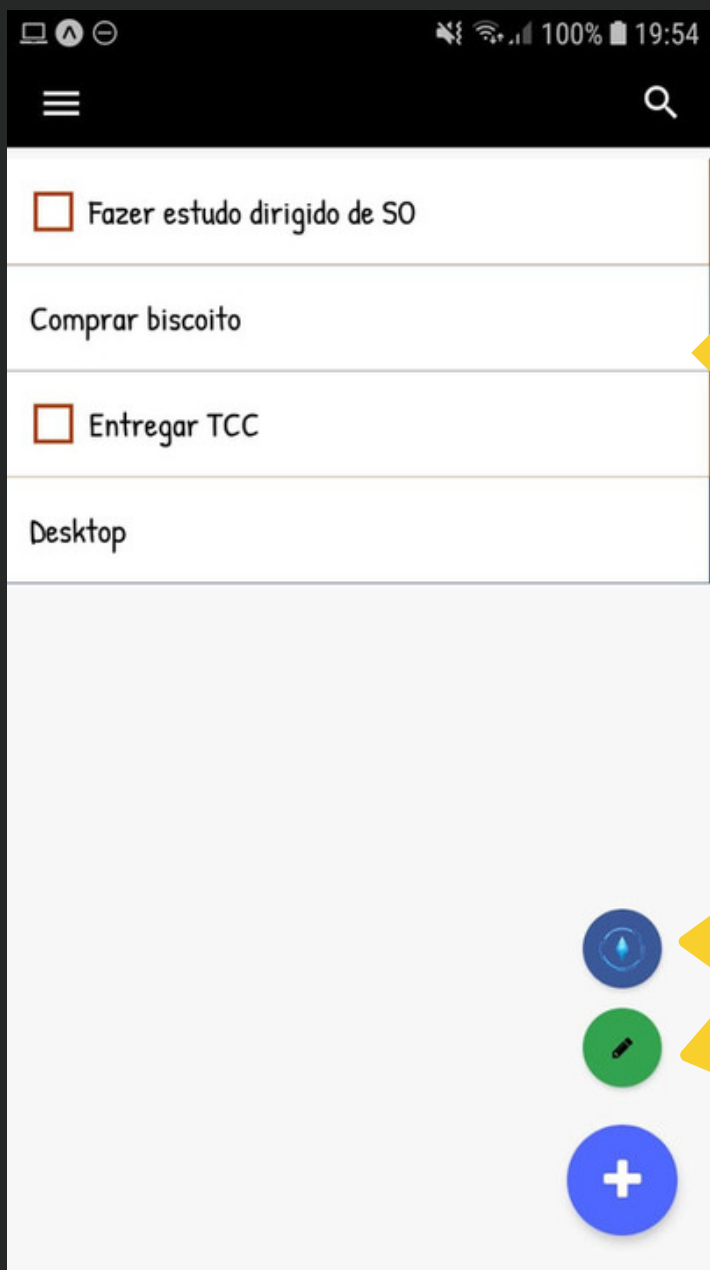 100% 19:54
Fazer estudo dirigido de SO
Comprar biscoito
Entregar TCC
Desktop